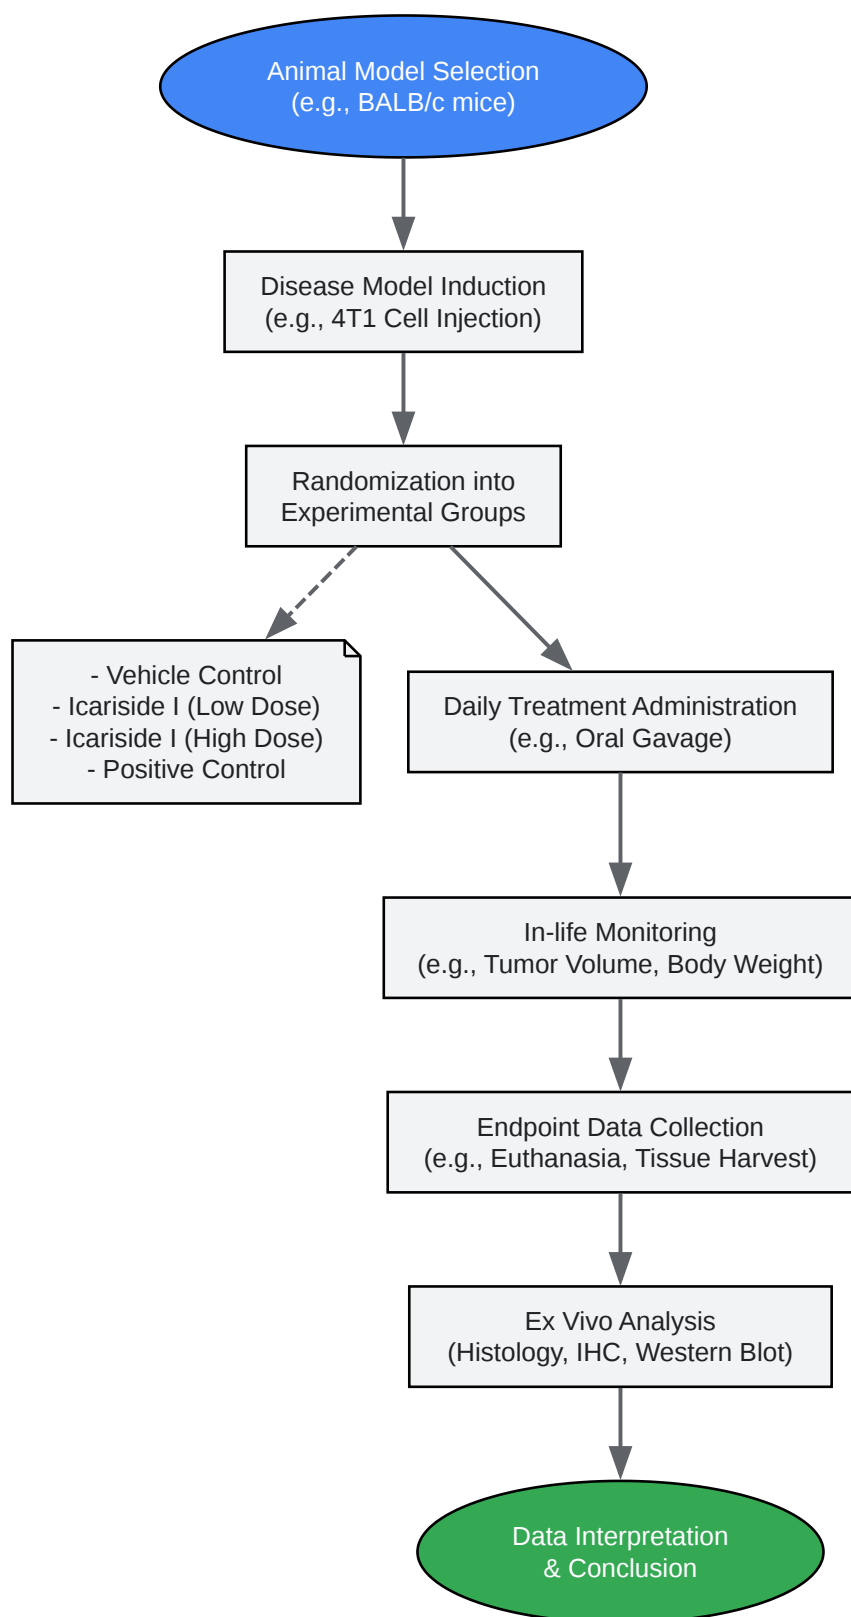 Animal Model Selection
(e.g., BALB/c mice)
Disease Model Induction
(e.g., 4T1 Cell Injection)
Randomization into
Experimental Groups
- Vehicle Control
- Icariside I (Low Dose)
- Icariside I (High Dose)
- Positive Control
Daily Treatment Administration
(e.g., Oral Gavage)
In-life Monitoring
(e.g., Tumor Volume, Body Weight)
Endpoint Data Collection
(e.g., Euthanasia, Tissue Harvest)
Ex Vivo Analysis
(Histology, IHC, Western Blot)
Data Interpretation
& Conclusion